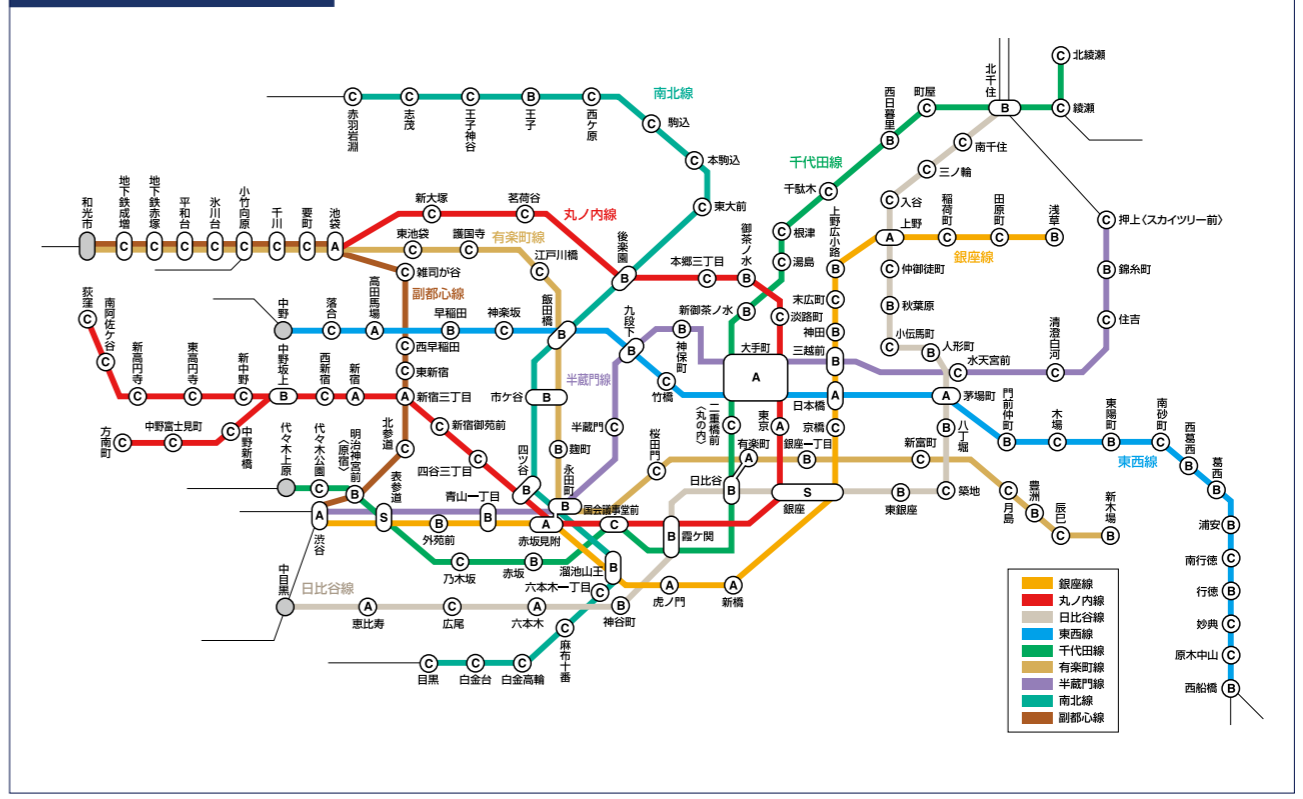 南北線
C 赤羽岩淵
C 志茂
C 王子神谷
B 王子
C 西ケ原
C 駒込
C 本駒込
C 東大前
北千住
B
C 北綾瀬
C 綾瀬
町屋
C
西日暮里
B
千代田線
千駄木
C
C 根津
C 湯島
新御茶ノ水
B
C 南千住
C 三ノ輪
C 入谷
上野
A
稲荷町
C
田原町
C
浅草
B
銀座線
上野広小路
B
末広町
C
神田
B
三越前
B
C 仲御徒町
B 秋葉原
小伝馬町
C
人形町
B
水天宮前
C
清澄白河
C
C 住吉
B 錦糸町
C 押上〈スカイツリー前〉
和光市
地下鉄成増
C
地下鉄赤塚
C
平和台
C
氷川台
C
小竹向原
C
千川
C
要町
C
池袋
A
新大塚
C
茗荷谷
C
丸ノ内線
後楽園
B
本郷三丁目
C
御茶ノ水
B
C 淡路町
大手町
A
東池袋
C
護国寺
C
有楽町線
江戸川橋
C
飯田橋
B
C 雑司が谷
副都心線
C 西早稲田
C 東新宿
中野
落合
C
高田馬場
A
早稲田
B
神楽坂
C
九段下
B
神保町
B
竹橋
C
半蔵門線
荻窪
C
南阿佐ケ谷
C
新高円寺
C
東高円寺
C
新中野
C
中野坂上
B
西新宿
C
新宿
A
A 新宿三丁目
C 新宿御苑前
四谷三丁目
C
四ツ谷
B
市ケ谷
B
麹町
B
半蔵門
C
桜田門
C
永田町
B
方南町
C
中野富士見町
C
中野新橋
C
代々木上原
代々木公園
C
明治神宮前
〈原宿〉
B
北参道
C
表参道
S
渋谷
A
外苑前
B
青山一丁目
B
赤坂見附
A
国会議事堂前
C
乃木坂
C
赤坂
B
溜池山王
B
六本木一丁目
C
二重橋前
〈丸の内〉
C
東京
A
日本橋
A
京橋
C
茅場町
A
八丁堀
B
門前仲町
B
木場
C
東陽町
B
南砂町
C
西葛西
B
葛西
B
東西線
有楽町
A
銀座一丁目
B
新富町
C
日比谷
B
銀座
S
東銀座
B
築地
C
月島
C
豊洲
B
辰巳
C
新木場
B
霞ケ関
B
浦安
B
南行徳
C
行徳
B
妙典
C
原木中山
C
西船橋
B
中目黒
日比谷線
恵比寿
A
広尾
C
六本木
A
神谷町
B
虎ノ門
A
新橋
A
麻布十番
C
目黒
C
白金台
C
白金高輪
C
銀座線
丸ノ内線
日比谷線
東西線
千代田線
有楽町線
半蔵門線
南北線
副都心線